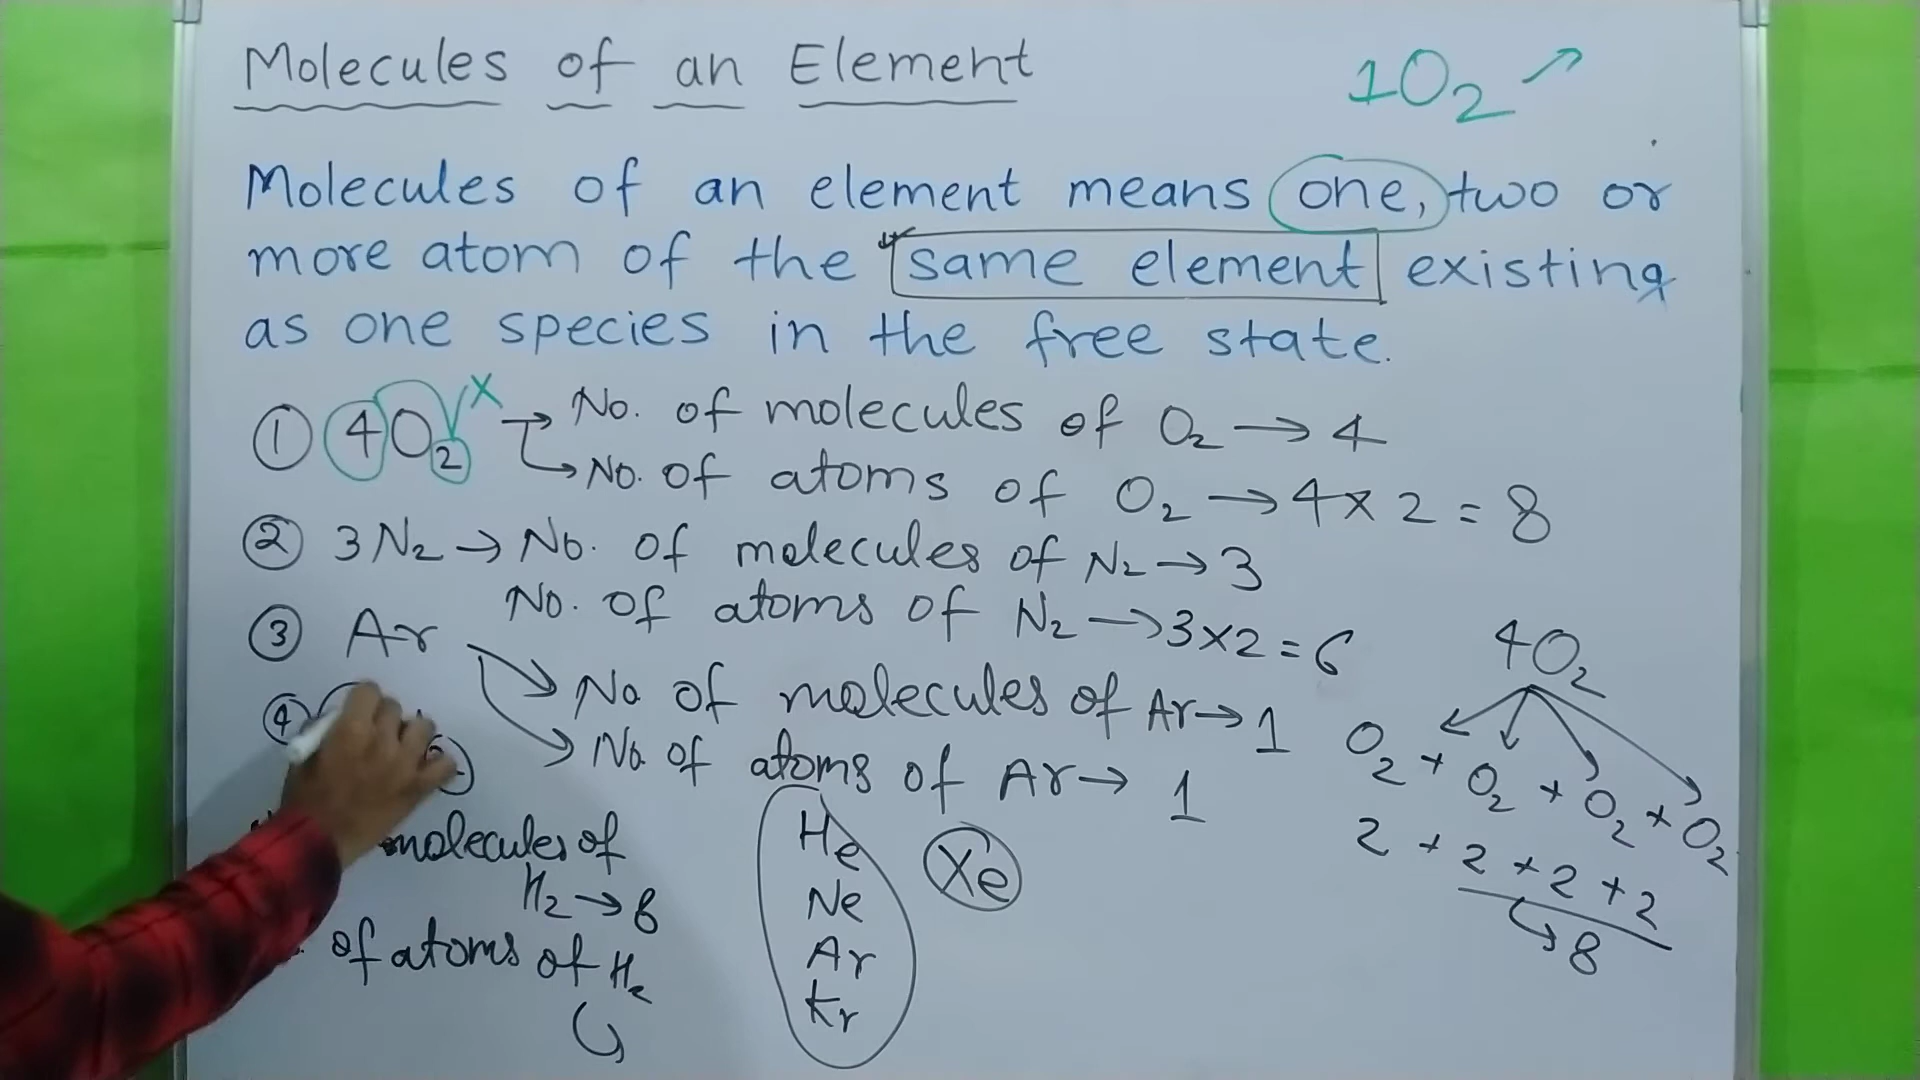 Molecules of an Element
1O₂ ↗
Molecules of an element means one, two or
more atom of the same element existing
as one species in the free state.
① 4O₂ x → No. of molecules of O₂ → 4
→ No. of atoms of O₂ → 4 x 2 = 8
② 3N₂ → No. of molecules of N₂ → 3
No. of atoms of N₂ → 3x2 = 6
③ Ar → No. of molecules of Ar → 1
→ No. of atoms of Ar → 1
④
molecules of
H₂ → 8
of atoms of H₂
He
Ne
Ar
Kr
Xe
4O₂
O₂ + O₂ + O₂ + O₂
2 + 2 + 2 + 2
→ 8